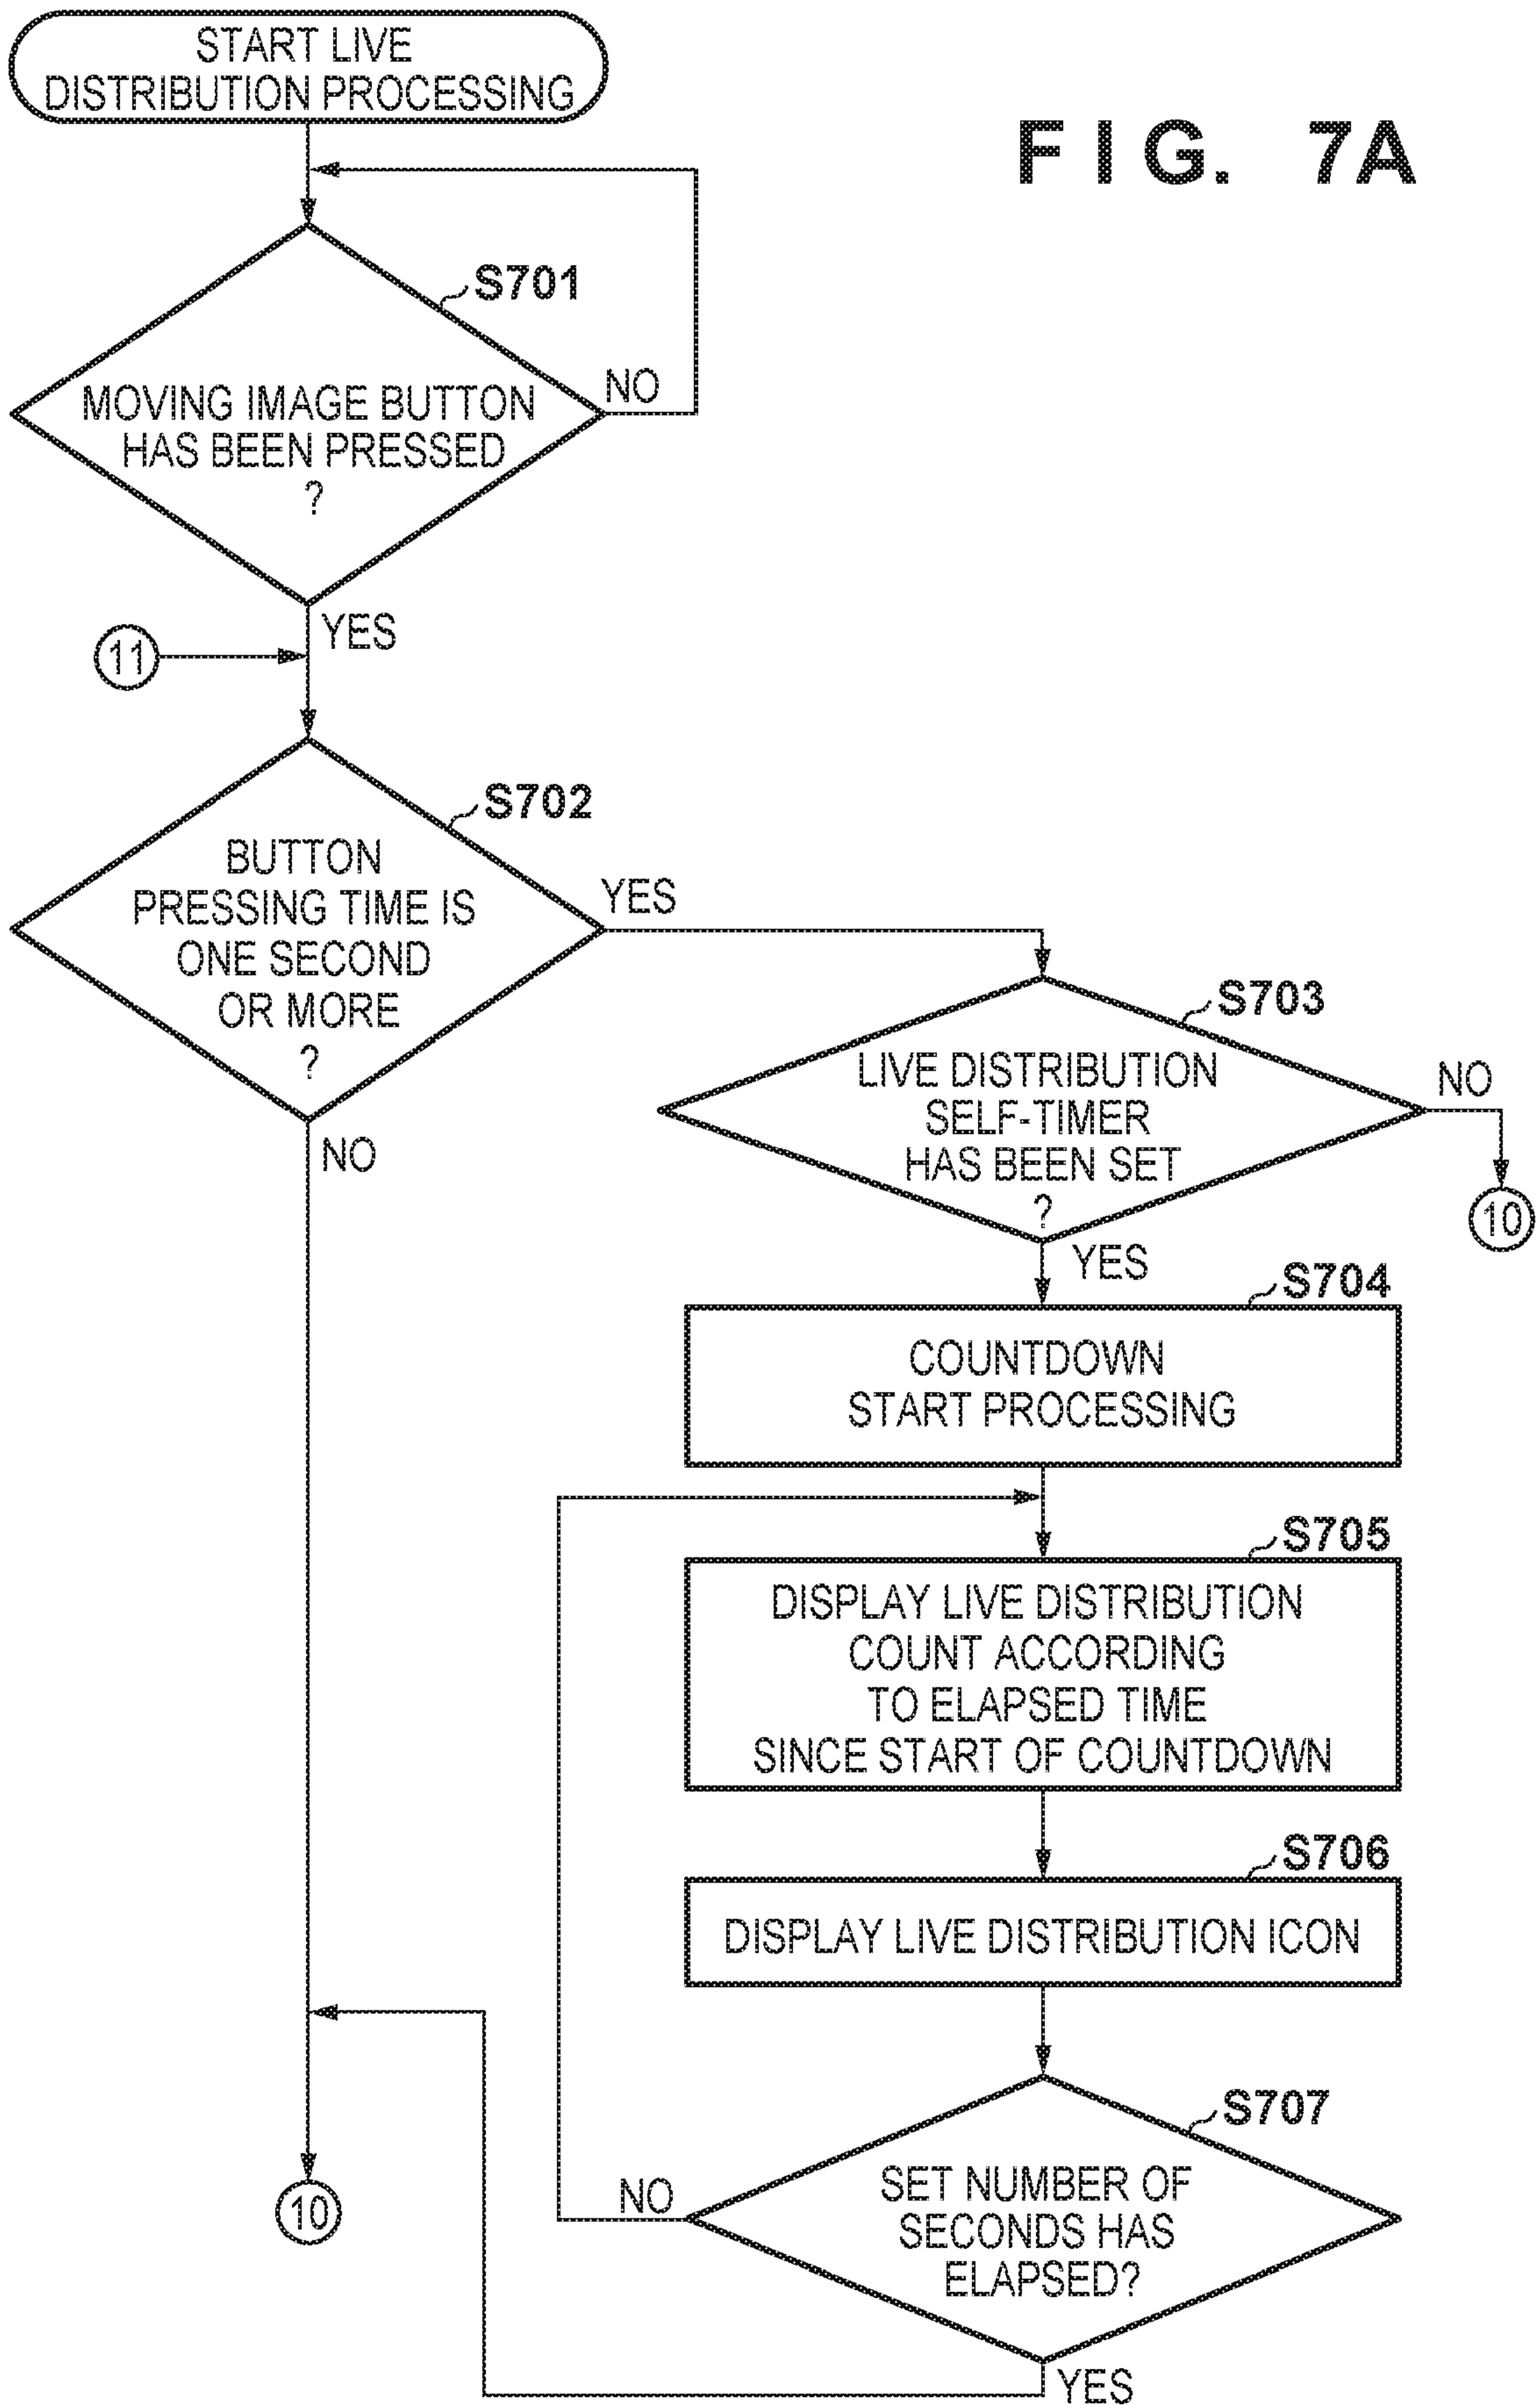 START LIVE
DISTRIBUTION PROCESSING
FIG. 7A
S701
MOVING IMAGE BUTTON
HAS BEEN PRESSED
?
NO
YES
11
S702
BUTTON
PRESSING TIME IS
ONE SECOND
OR MORE
?
YES
NO
S703
LIVE DISTRIBUTION
SELF-TIMER
HAS BEEN SET
?
NO
10
YES
S704
COUNTDOWN
START PROCESSING
S705
DISPLAY LIVE DISTRIBUTION
COUNT ACCORDING
TO ELAPSED TIME
SINCE START OF COUNTDOWN
S706
DISPLAY LIVE DISTRIBUTION ICON
S707
SET NUMBER OF
SECONDS HAS
ELAPSED?
NO
YES
10